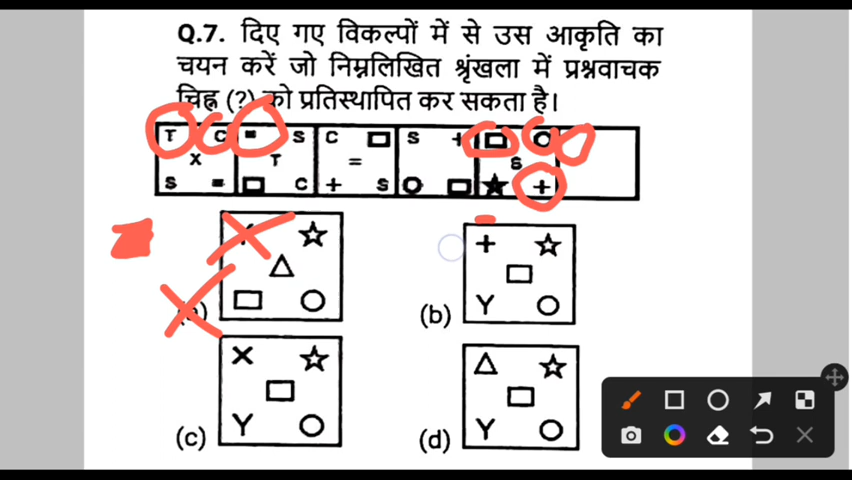 Q.7. दिए गए विकल्पों में से उस आकृति का
चयन करें जो निम्नलिखित श्रृंखला में प्रश्नवाचक
चिह्न (?) को प्रतिस्थापित कर सकता है।
T C = S C □ S + □ ○
X T = S
S = □ C + S ○ □ ★ +
☆ + ☆
△ □
(a) □ ○ (b) Y ○
X ☆ △ ☆
□ □
(c) Y ○ (d) Y ○